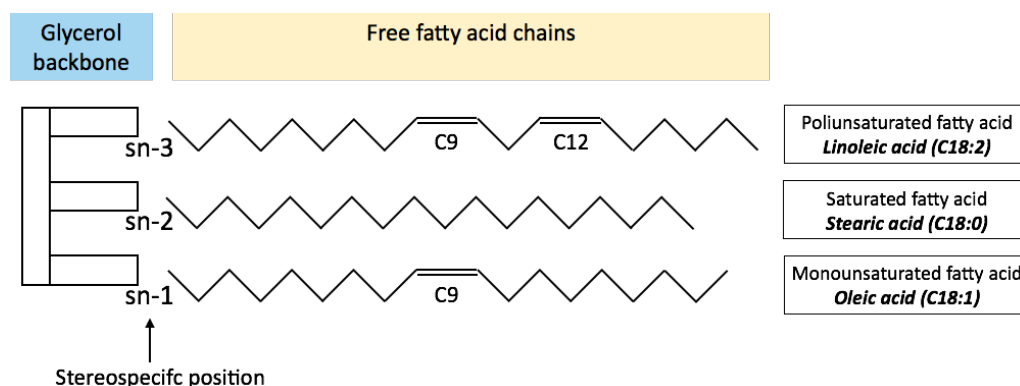 Glycerol
backbone
Free fatty acid chains
sn-3
C9
C12
Poliunsaturated fatty acid
Linoleic acid (C18:2)
sn-2
Saturated fatty acid
Stearic acid (C18:0)
sn-1
C9
Monounsaturated fatty acid
Oleic acid (C18:1)
Stereospecifc position